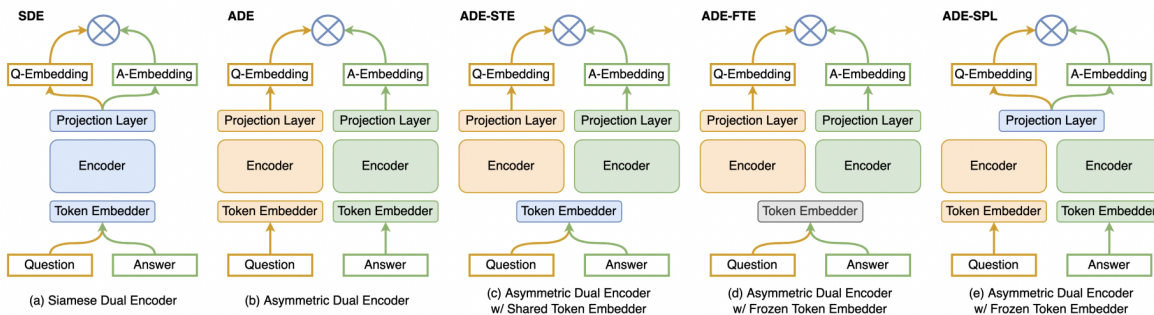 SDE
Q-Embedding
A-Embedding
Projection Layer
Encoder
Token Embedder
Question
Answer
(a) Siamese Dual Encoder
ADE
Q-Embedding
A-Embedding
Projection Layer
Projection Layer
Encoder
Encoder
Token Embedder
Token Embedder
Question
Answer
(b) Asymmetric Dual Encoder
ADE-STE
Q-Embedding
A-Embedding
Projection Layer
Projection Layer
Encoder
Encoder
Token Embedder
Question
Answer
(c) Asymmetric Dual Encoder
w/ Shared Token Embedder
ADE-FTE
Q-Embedding
A-Embedding
Projection Layer
Projection Layer
Encoder
Encoder
Token Embedder
Question
Answer
(d) Asymmetric Dual Encoder
w/ Frozen Token Embedder
ADE-SPL
Q-Embedding
A-Embedding
Projection Layer
Encoder
Encoder
Token Embedder
Token Embedder
Question
Answer
(e) Asymmetric Dual Encoder
w/ Frozen Token Embedder